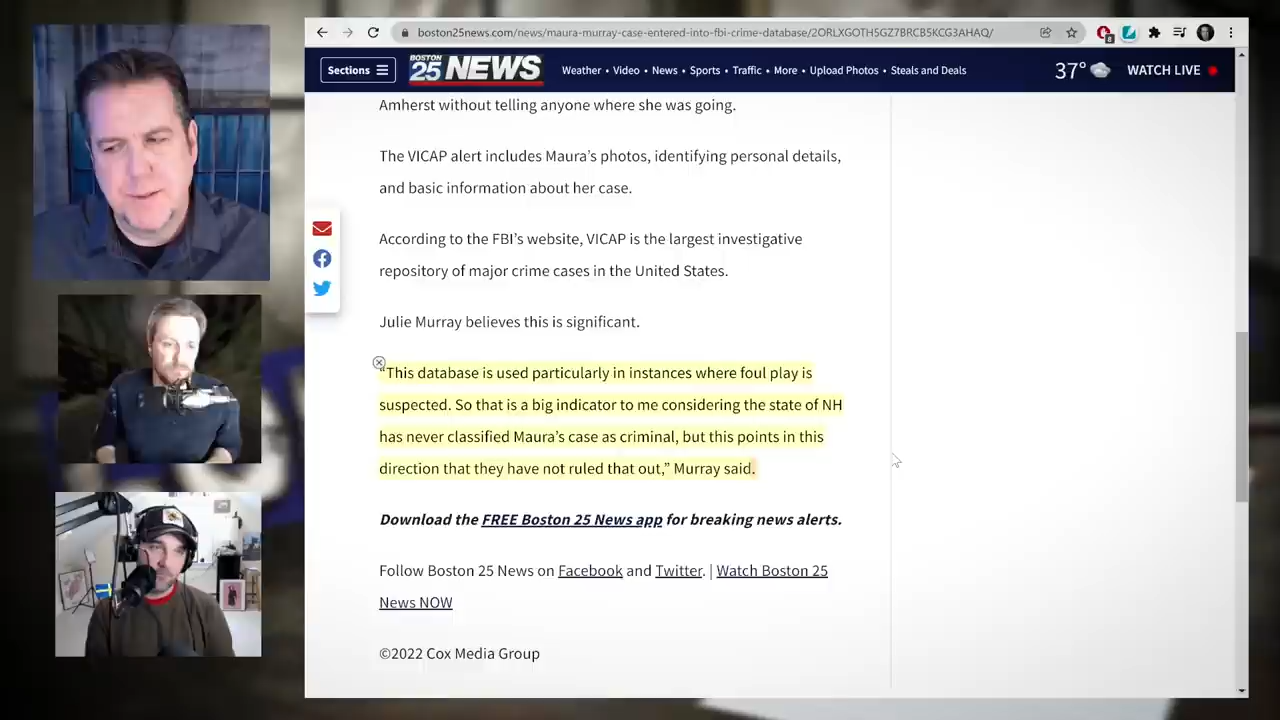 boston25news.com/news/maura-murray-case-entered-into-fbi-crime-database/2ORLXGOTH5GZ7BRCB5KCG3AHAQ/
8
Sections
BOSTON 25 NEWS
Weather • Video • News • Sports • Traffic • More • Upload Photos • Steals and Deals
37°
WATCH LIVE
Amherst without telling anyone where she was going.
The VICAP alert includes Maura’s photos, identifying personal details,
and basic information about her case.
According to the FBI’s website, VICAP is the largest investigative
repository of major crime cases in the United States.
Julie Murray believes this is significant.
“This database is used particularly in instances where foul play is
suspected. So that is a big indicator to me considering the state of NH
has never classified Maura’s case as criminal, but this points in this
direction that they have not ruled that out,” Murray said.
Download the FREE Boston 25 News app for breaking news alerts.
Follow Boston 25 News on Facebook and Twitter. | Watch Boston 25
News NOW
©2022 Cox Media Group